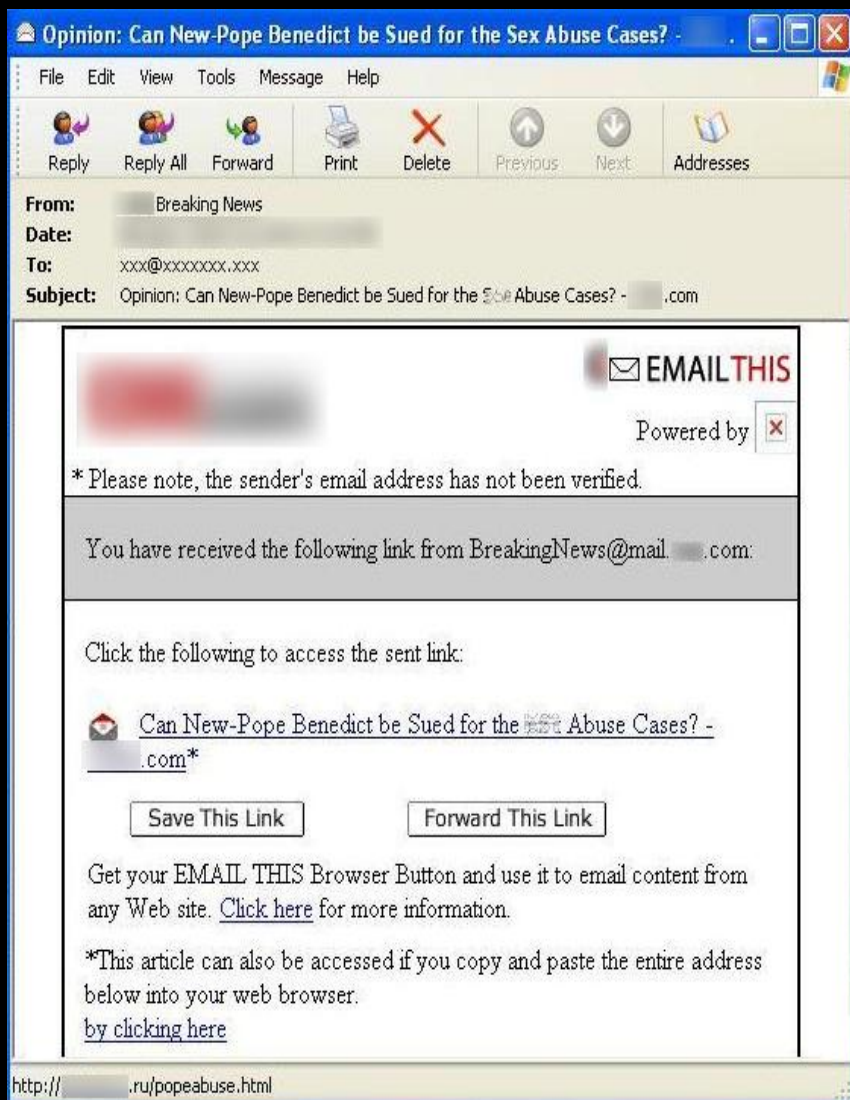 Opinion: Can New-Pope Benedict be Sued for the Sex Abuse Cases? - .
File Edit View Tools Message Help
Reply Reply All Forward Print Delete Previous Next Addresses
From: Breaking News
Date:
To: xxx@xxxxxxx.xxx
Subject: Opinion: Can New-Pope Benedict be Sued for the Abuse Cases? - .com
EMAIL THIS
Powered by
* Please note, the sender's email address has not been verified.
You have received the following link from BreakingNews@mail. .com:
Click the following to access the sent link:
Can New-Pope Benedict be Sued for the Abuse Cases? -
.com*
Save This Link Forward This Link
Get your EMAIL THIS Browser Button and use it to email content from
any Web site. Click here for more information.
*This article can also be accessed if you copy and paste the entire address
below into your web browser.
by clicking here
http:// .ru/popeabuse.html